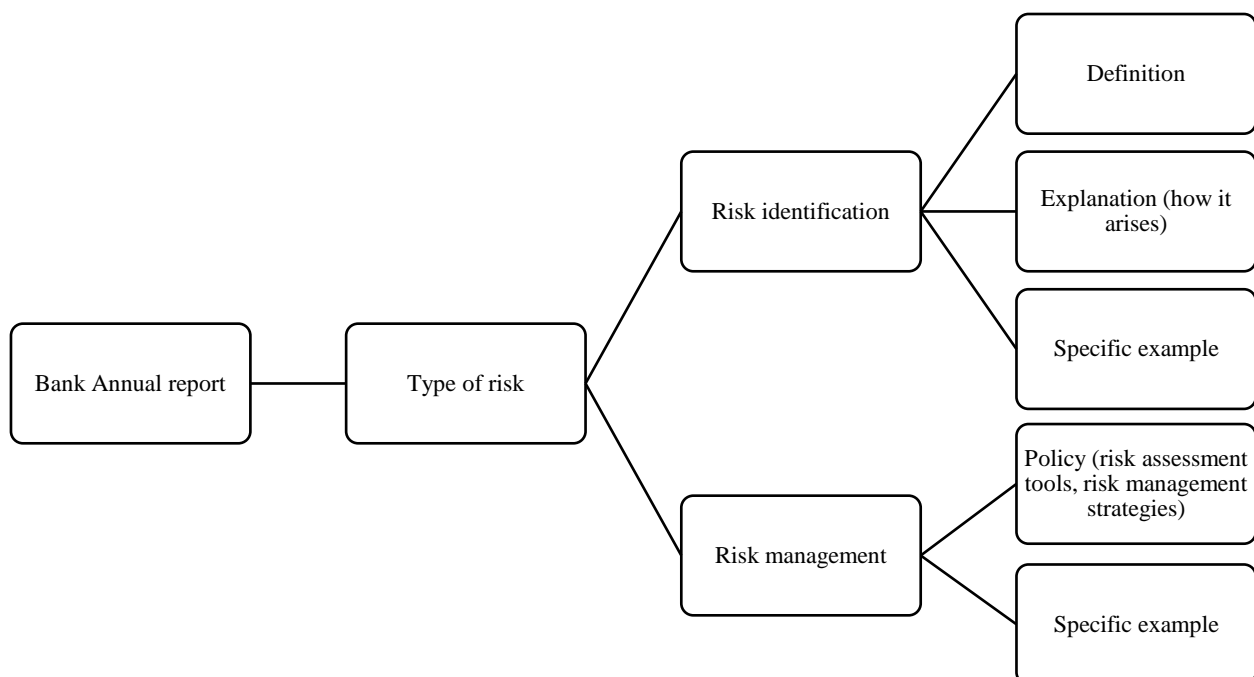 Definition
Risk identification
Explanation (how it
arises)
Specific example
Bank Annual report
Type of risk
Policy (risk assessment
tools, risk management
strategies)
Risk management
Specific example